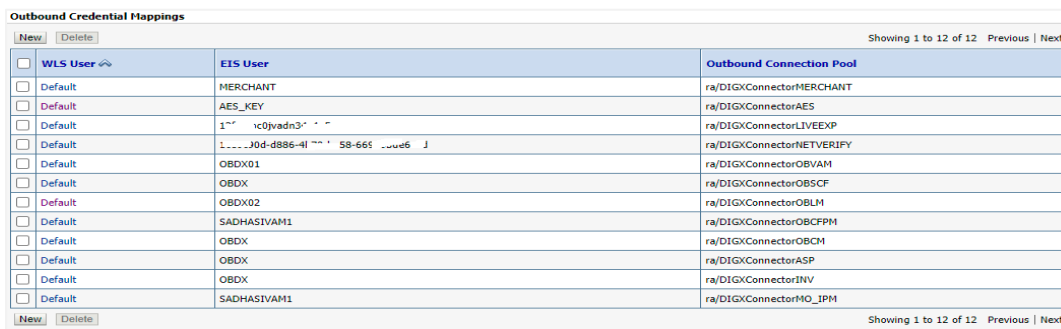 Outbound Credential Mappings
New Delete Showing 1 to 12 of 12 Previous | Next
WLS User EIS User Outbound Connection Pool
Default MERCHANT ra/DIGXConnectorMERCHANT
Default AES_KEY ra/DIGXConnectorAES
Default ra/DIGXConnectorLIVEEXP
Default ra/DIGXConnectorNETVERIFY
Default OBDX01 ra/DIGXConnectorOBVAM
Default OBDX ra/DIGXConnectorOBSCF
Default OBDX02 ra/DIGXConnectorOBLM
Default SADHASIVAM1 ra/DIGXConnectorOBCFPM
Default OBDX ra/DIGXConnectorOBCM
Default OBDX ra/DIGXConnectorASP
Default OBDX ra/DIGXConnectorINV
Default SADHASIVAM1 ra/DIGXConnectorMO_IPM
New Delete Showing 1 to 12 of 12 Previous | Next